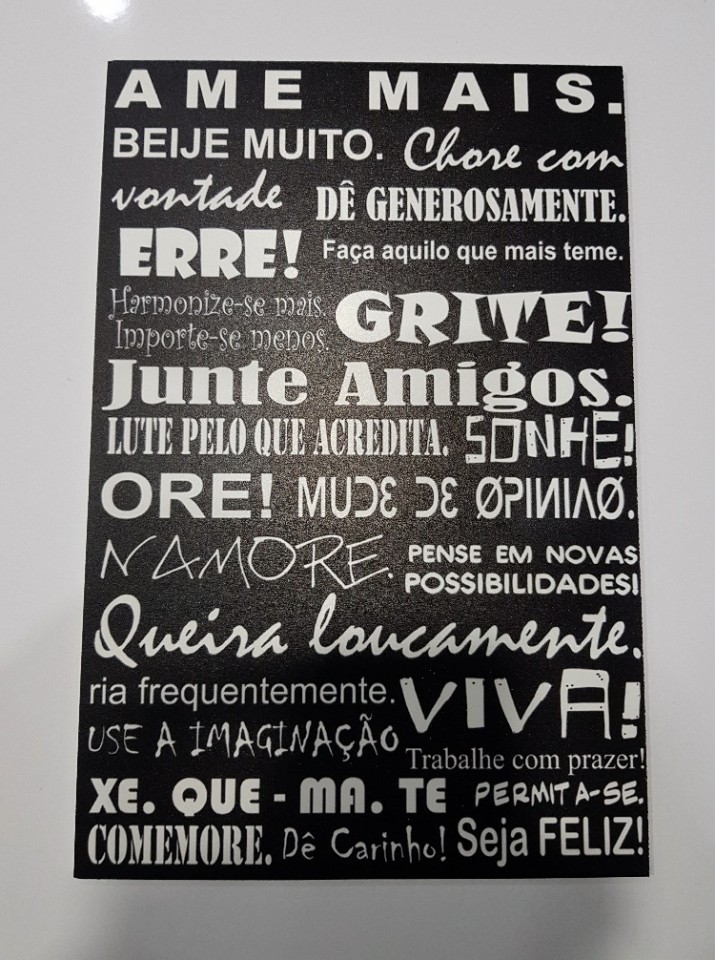 AME MAIS.
BEIJE MUITO. Chore com
vontade DÊ GENEROSAMENTE.
ERRE! Faça aquilo que mais teme.
Harmonize-se mais.
Importe-se menos. GRITE!
Junte Amigos.
LUTE PELO QUE ACREDITA. SONHE!
ORE! MUDE DE OPINIÃO.
NAMORE. PENSE EM NOVAS
POSSIBILIDADES!
Queira loucamente.
ria frequentemente. VIVA!
USE A IMAGINAÇÃO
Trabalhe com prazer!
XE. QUE - MA. TE PERMITA-SE.
COMEMORE. Dê Carinho! Seja FELIZ!